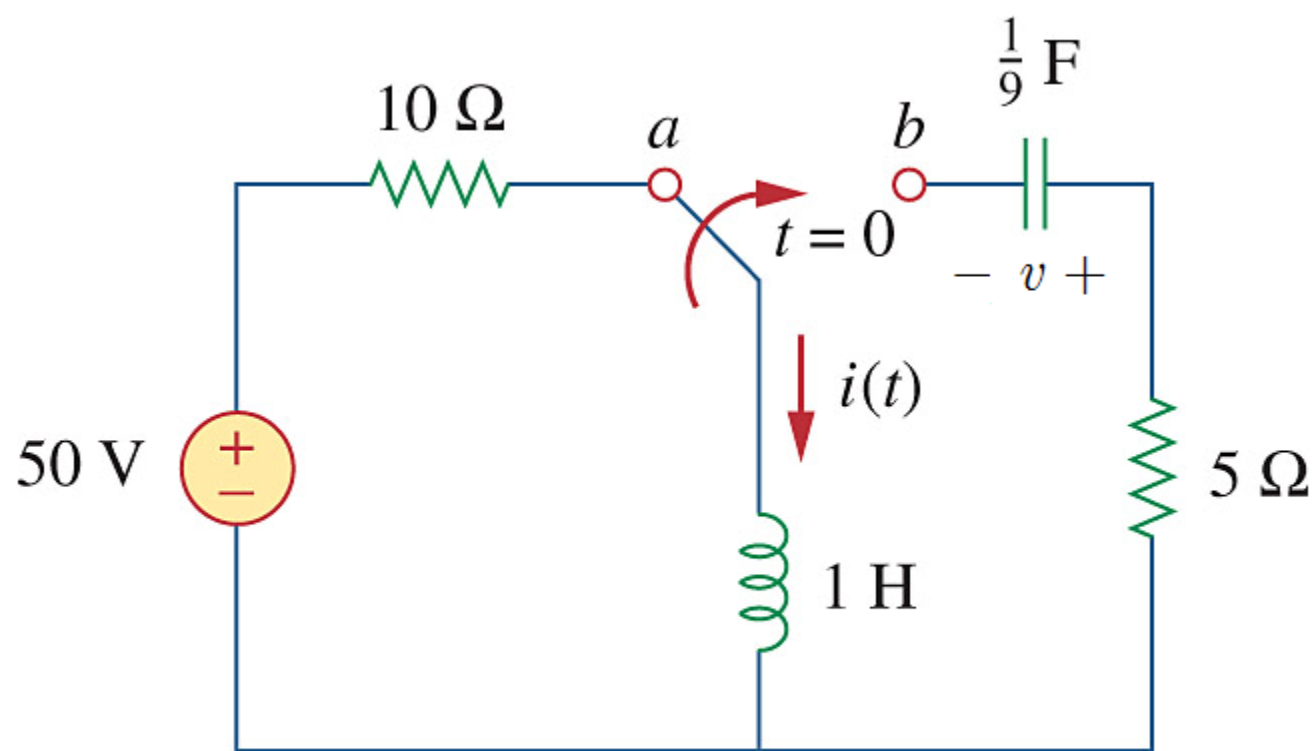 1/9 F
10 Ω
a
b
t = 0
− v +
i(t)
50 V
+
−
5 Ω
1 H